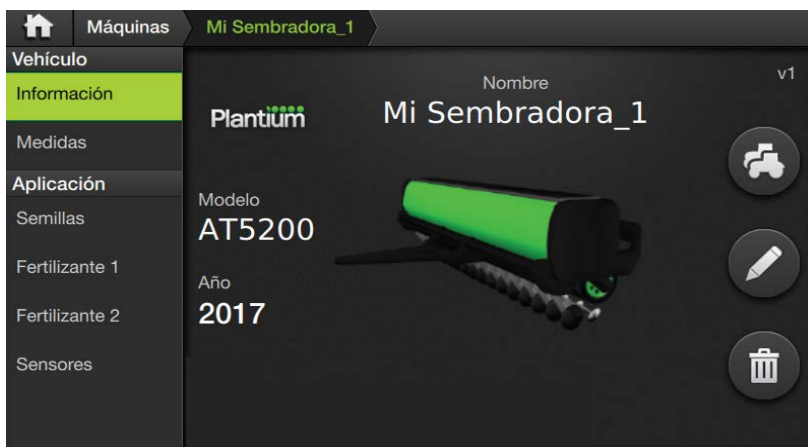 Máquinas
Mi Sembradora_1
Vehículo
Información
Medidas
Aplicación
Semillas
Fertilizante 1
Fertilizante 2
Sensores
v1
Nombre
Mi Sembradora_1
Plantium
Modelo
AT5200
Año
2017